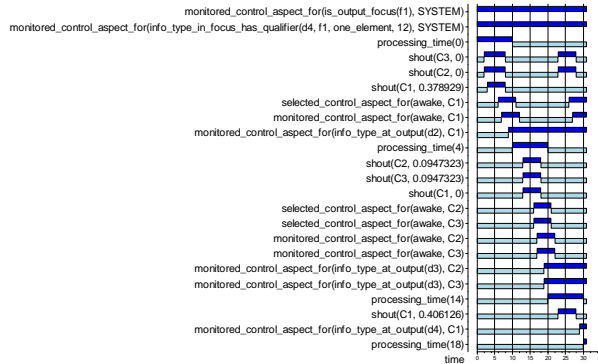 monitored_control_aspect_for(is_output_focus(f1), SYSTEM)
monitored_control_aspect_for(info_type_in_focus_has_qualifier(d4, f1, one_element, 12), SYSTEM)
processing_time(0)
shout(C3, 0)
shout(C2, 0)
shout(C1, 0.378929)
selected_control_aspect_for(awake, C1)
monitored_control_aspect_for(awake, C1)
monitored_control_aspect_for(info_type_at_output(d2), C1)
processing_time(4)
shout(C2, 0.0947323)
shout(C3, 0.0947323)
shout(C1, 0)
selected_control_aspect_for(awake, C2)
selected_control_aspect_for(awake, C3)
monitored_control_aspect_for(awake, C2)
monitored_control_aspect_for(awake, C3)
monitored_control_aspect_for(info_type_at_output(d3), C2)
monitored_control_aspect_for(info_type_at_output(d3), C3)
processing_time(14)
shout(C1, 0.406126)
monitored_control_aspect_for(info_type_at_output(d4), C1)
processing_time(18)
time 0 5 10 15 20 25 30